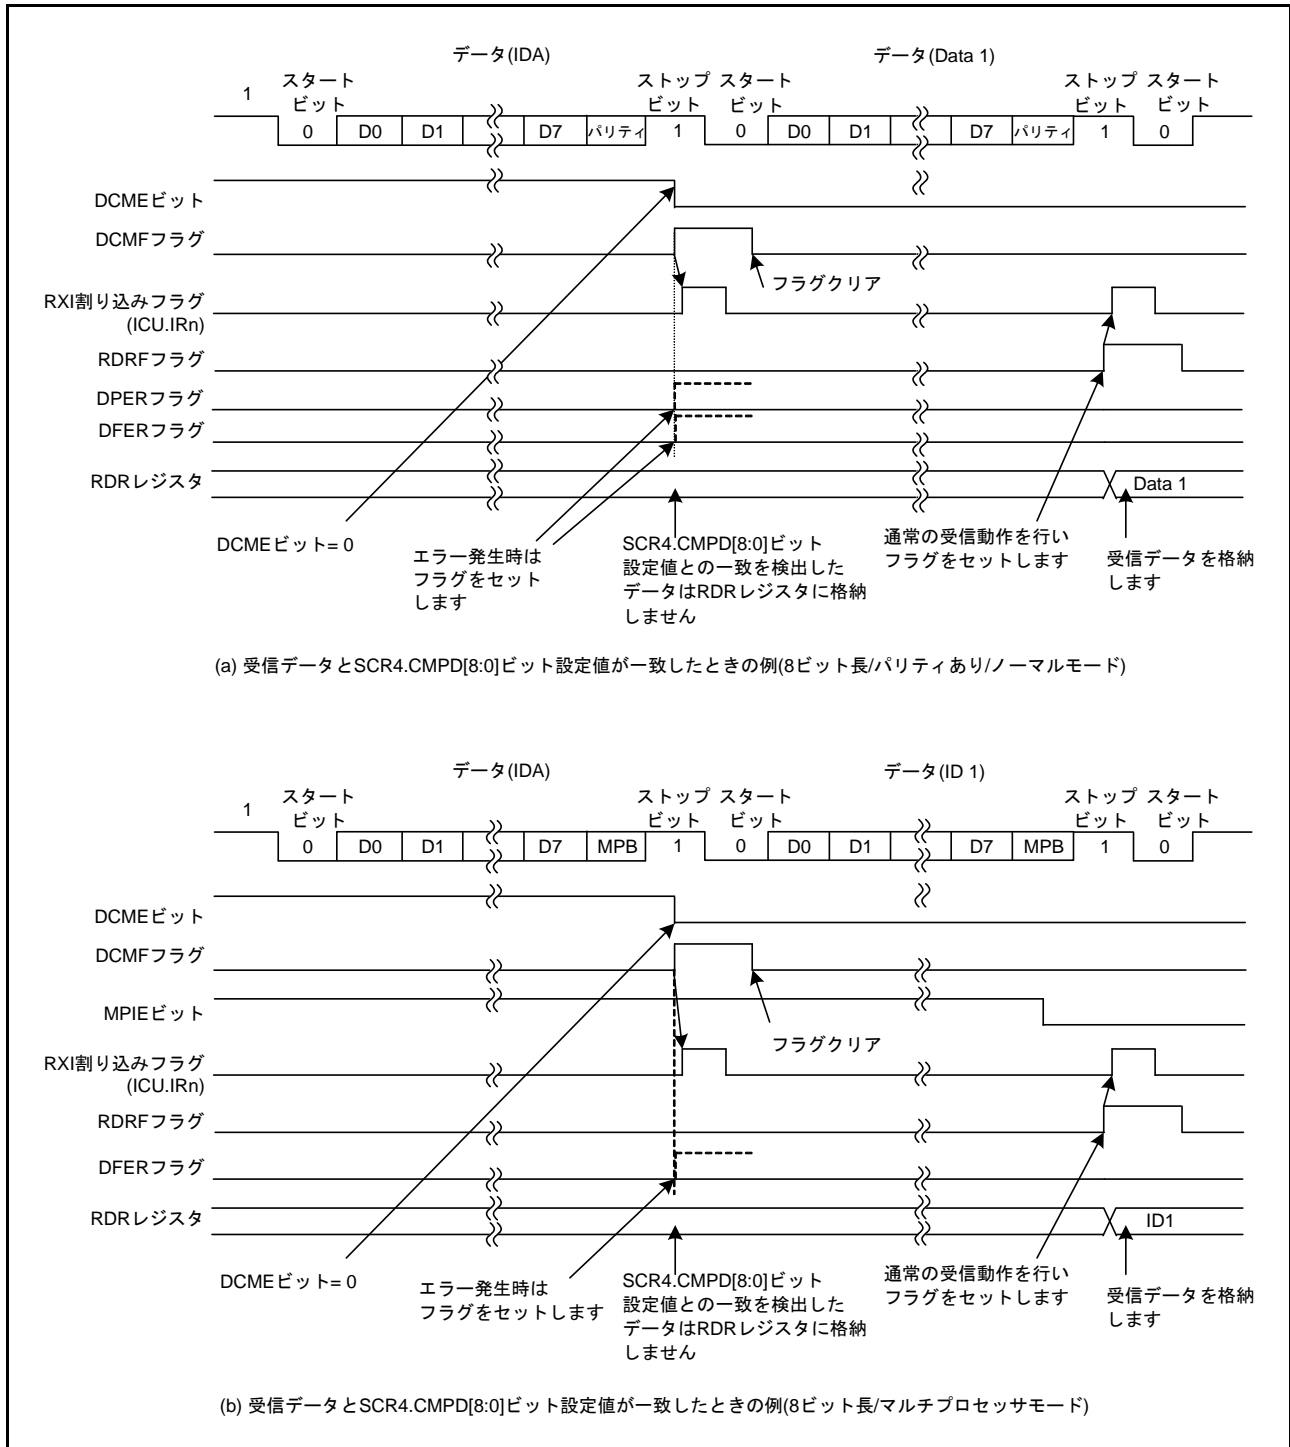 データ(IDA)
データ(Data 1)
1
スタート
ビット
ストップ
ビット
スタート
ビット
ストップ
ビット
スタート
ビット
0 D0 D1 D7 パリティ 1 0 D0 D1 D7 パリティ 1 0
DCMEビット
DCMFフラグ
フラグクリア
RXI割り込みフラグ
(ICU.IRn)
RDRFフラグ
DPERフラグ
DFERフラグ
RDRレジスタ
Data 1
DCMEビット= 0
エラー発生時は
フラグをセット
します
SCR4.CMPD[8:0]ビット
設定値との一致を検出した
データはRDRレジスタに格納
しません
通常の受信動作を行い
フラグをセットします
受信データを格納
します
(a) 受信データとSCR4.CMPD[8:0]ビット設定値が一致したときの例(8ビット長/パリティあり/ノーマルモード)
データ(IDA)
データ(ID 1)
1
スタート
ビット
ストップ
ビット
スタート
ビット
ストップ
ビット
スタート
ビット
0 D0 D1 D7 MPB 1 0 D0 D1 D7 MPB 1 0
DCMEビット
DCMFフラグ
MPIEビット
フラグクリア
RXI割り込みフラグ
(ICU.IRn)
RDRFフラグ
DFERフラグ
RDRレジスタ
ID1
DCMEビット= 0
エラー発生時は
フラグをセットします
SCR4.CMPD[8:0]ビット
設定値との一致を検出した
データはRDRレジスタに格納
しません
通常の受信動作を行い
フラグをセットします
受信データを格納
します
(b) 受信データとSCR4.CMPD[8:0]ビット設定値が一致したときの例(8ビット長/マルチプロセッサモード)